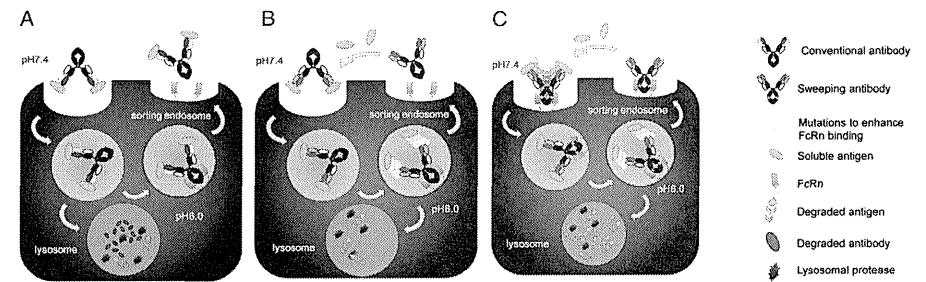 A
B
C
pH7.4
pH7.4
pH7.4
sorting endosome
sorting endosome
sorting endosome
pH6.0
pH6.0
pH6.0
lysosome
lysosome
lysosome
Conventional antibody
Sweeping antibody
Mutations to enhance
FcRn binding
Soluble antigen
FcRn
Degraded antigen
Degraded antibody
Lysosomal protease